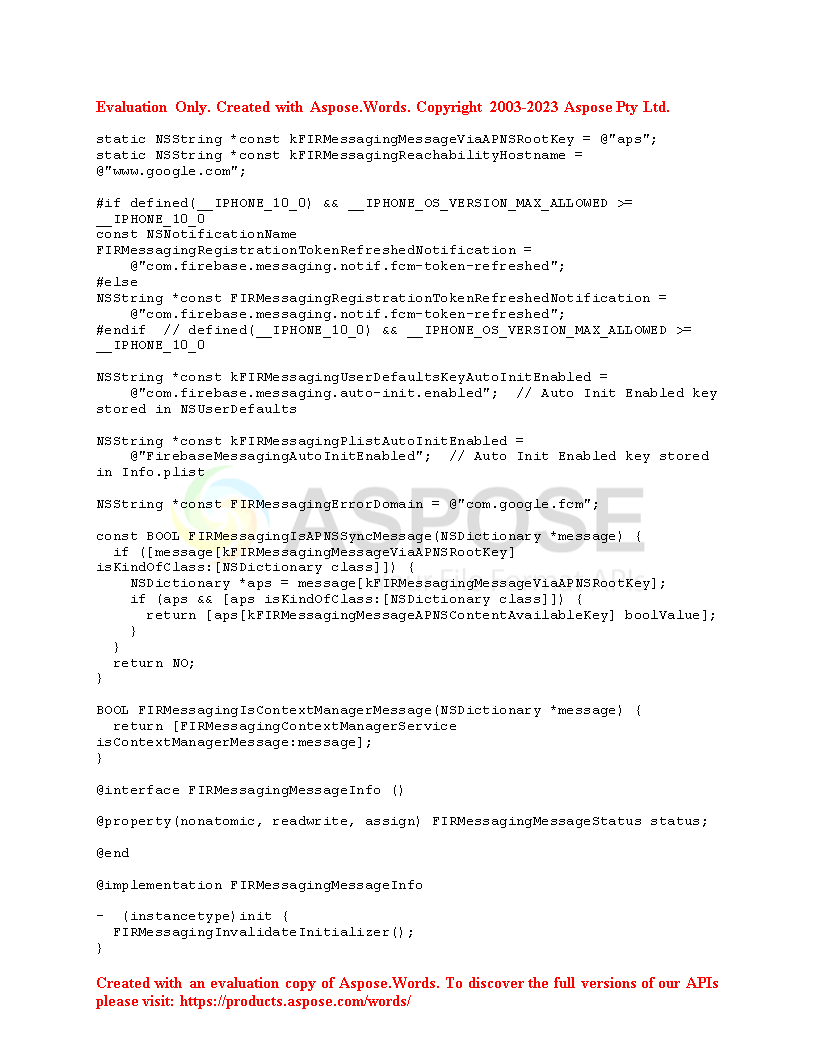 Evaluation Only. Created with Aspose.Words. Copyright 2003-2023 Aspose Pty Ltd.
static NSString *const kFIRMessagingMessageViaAPNSRootKey = @"aps";
static NSString *const kFIRMessagingReachabilityHostname =
@"www.google.com";
#if defined(__IPHONE_10_0) && __IPHONE_OS_VERSION_MAX_ALLOWED >=
__IPHONE_10_0
const NSNotificationName
FIRMessagingRegistrationTokenRefreshedNotification =
    @"com.firebase.messaging.notif.fcm-token-refreshed";
#else
NSString *const FIRMessagingRegistrationTokenRefreshedNotification =
    @"com.firebase.messaging.notif.fcm-token-refreshed";
#endif  // defined(__IPHONE_10_0) && __IPHONE_OS_VERSION_MAX_ALLOWED >=
__IPHONE_10_0
NSString *const kFIRMessagingUserDefaultsKeyAutoInitEnabled =
    @"com.firebase.messaging.auto-init.enabled";  // Auto Init Enabled key
stored in NSUserDefaults
NSString *const kFIRMessagingPlistAutoInitEnabled =
    @"FirebaseMessagingAutoInitEnabled";  // Auto Init Enabled key stored
in Info.plist
NSString *const FIRMessagingErrorDomain = @"com.google.fcm";
ASPOSE
const BOOL FIRMessagingIsAPNSSyncMessage(NSDictionary *message) {
  if ([message[kFIRMessagingMessageViaAPNSRootKey]
isKindOfClass:[NSDictionary class]]) {
    NSDictionary *aps = message[kFIRMessagingMessageViaAPNSRootKey];
    if (aps && [aps isKindOfClass:[NSDictionary class]]) {
      return [aps[kFIRMessagingMessageAPNSContentAvailableKey] boolValue];
    }
  }
  return NO;
}
BOOL FIRMessagingIsContextManagerMessage(NSDictionary *message) {
  return [FIRMessagingContextManagerService
isContextManagerMessage:message];
}
@interface FIRMessagingMessageInfo ()
@property(nonatomic, readwrite, assign) FIRMessagingMessageStatus status;
@end
@implementation FIRMessagingMessageInfo
-  (instancetype)init {
  FIRMessagingInvalidateInitializer();
}
Created with an evaluation copy of Aspose.Words. To discover the full versions of our APIs
please visit: https://products.aspose.com/words/